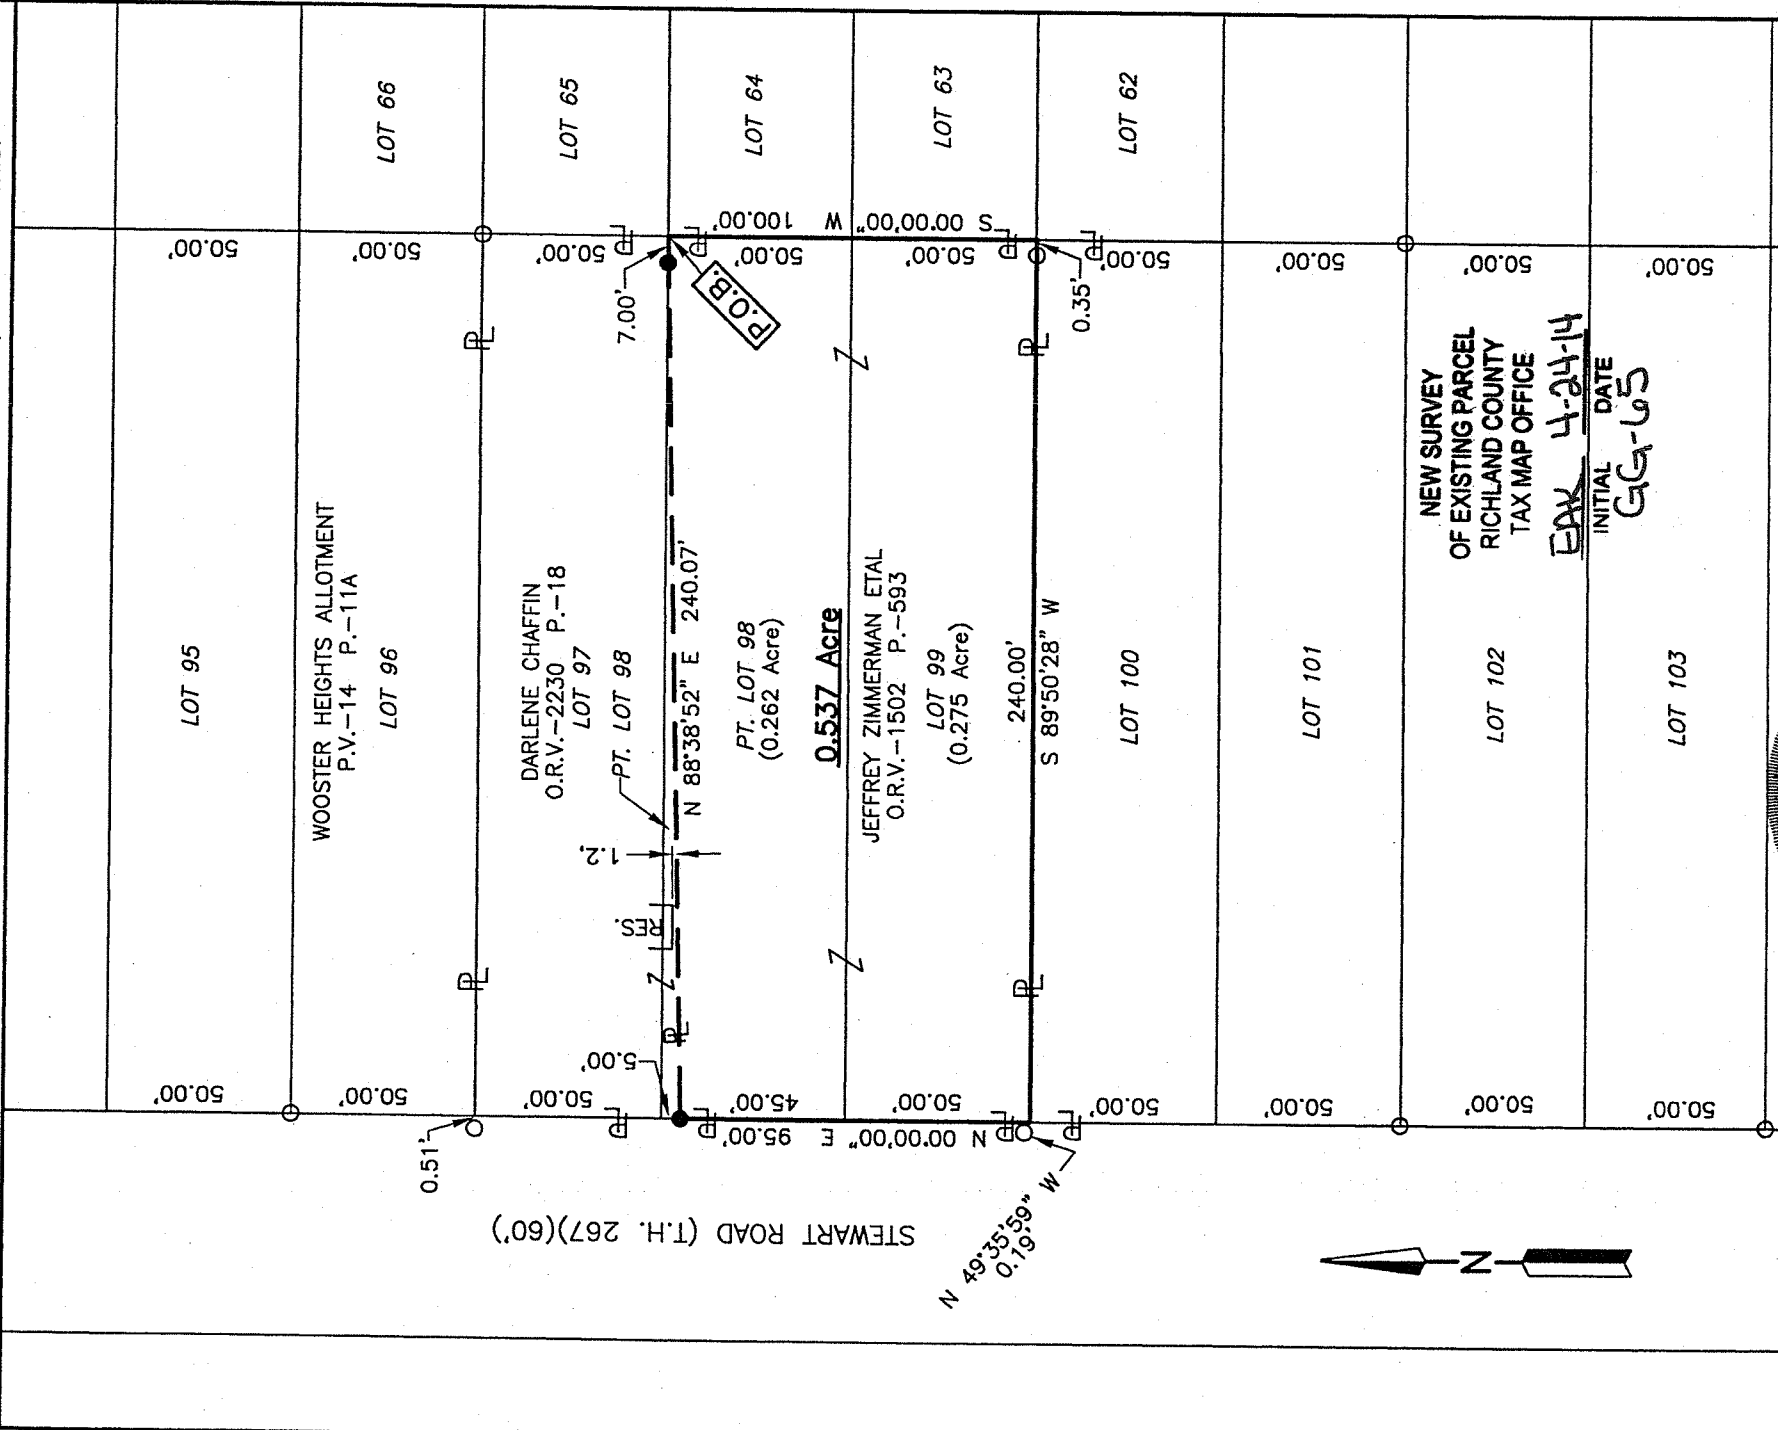 LOT 66
LOT 65
LOT 64
LOT 63
LOT 62
50.00'
50.00'
50.00'
7.00'
P.O.B.
S 00°00'00" W 100.00'
50.00'
50.00'
0.35'
50.00'
50.00'
50.00'
50.00'
LOT 95
WOOSTER HEIGHTS ALLOTMENT
P.V.-14 P.-11A
LOT 96
DARLENE CHAFFIN
O.R.V.-2230 P.-18
LOT 97
PT. LOT 98
N 88°38'52" E 240.07'
PT. LOT 98
(0.262 Acre)
0.537 Acre
JEFFREY ZIMMERMAN ETAL
O.R.V.-1502 P.-593
LOT 99
(0.275 Acre)
240.00'
S 89°50'28" W
LOT 100
LOT 101
LOT 102
LOT 103
NEW SURVEY
OF EXISTING PARCEL
RICHLAND COUNTY
TAX MAP OFFICE
EAK 4-24-14
INITIAL DATE
GG-65
1.2'
RES.
5.00'
50.00'
50.00'
50.00'
45.00'
50.00'
50.00'
50.00'
50.00'
50.00'
0.51'
N 00°00'00" E 95.00'
N 49°35'59" W
0.19'
STEWART ROAD (T.H. 267)(60')
N